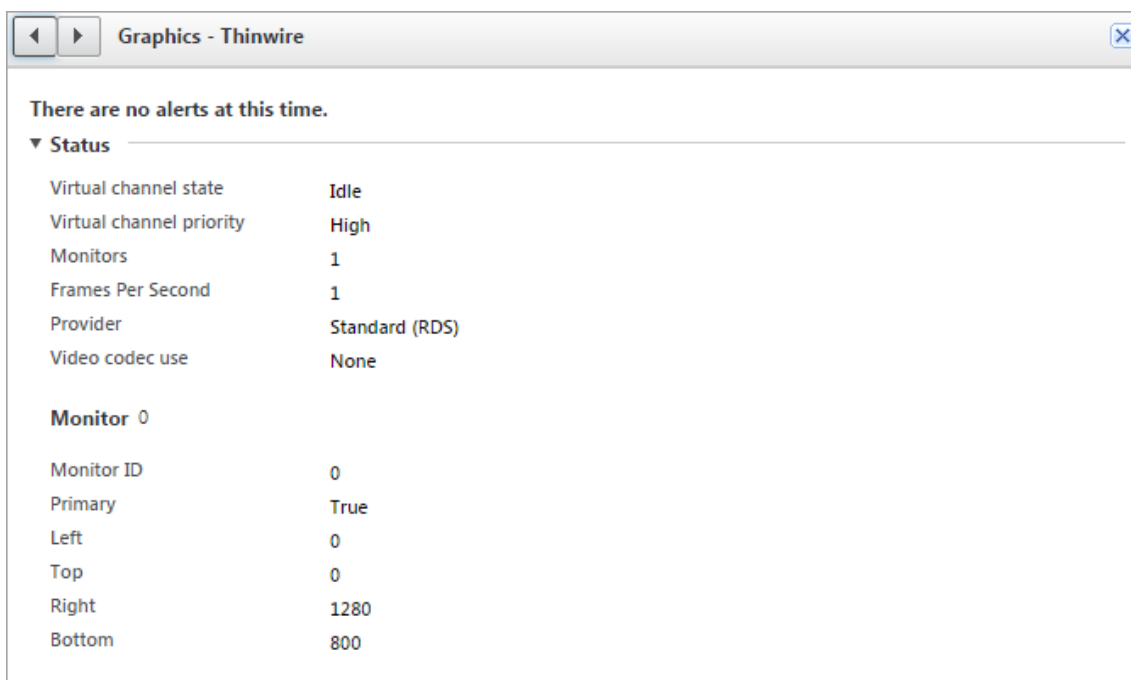 Graphics - Thinwire
There are no alerts at this time.
Status
Virtual channel state Idle
Virtual channel priority High
Monitors 1
Frames Per Second 1
Provider Standard (RDS)
Video codec use None
Monitor 0
Monitor ID 0
Primary True
Left 0
Top 0
Right 1280
Bottom 800